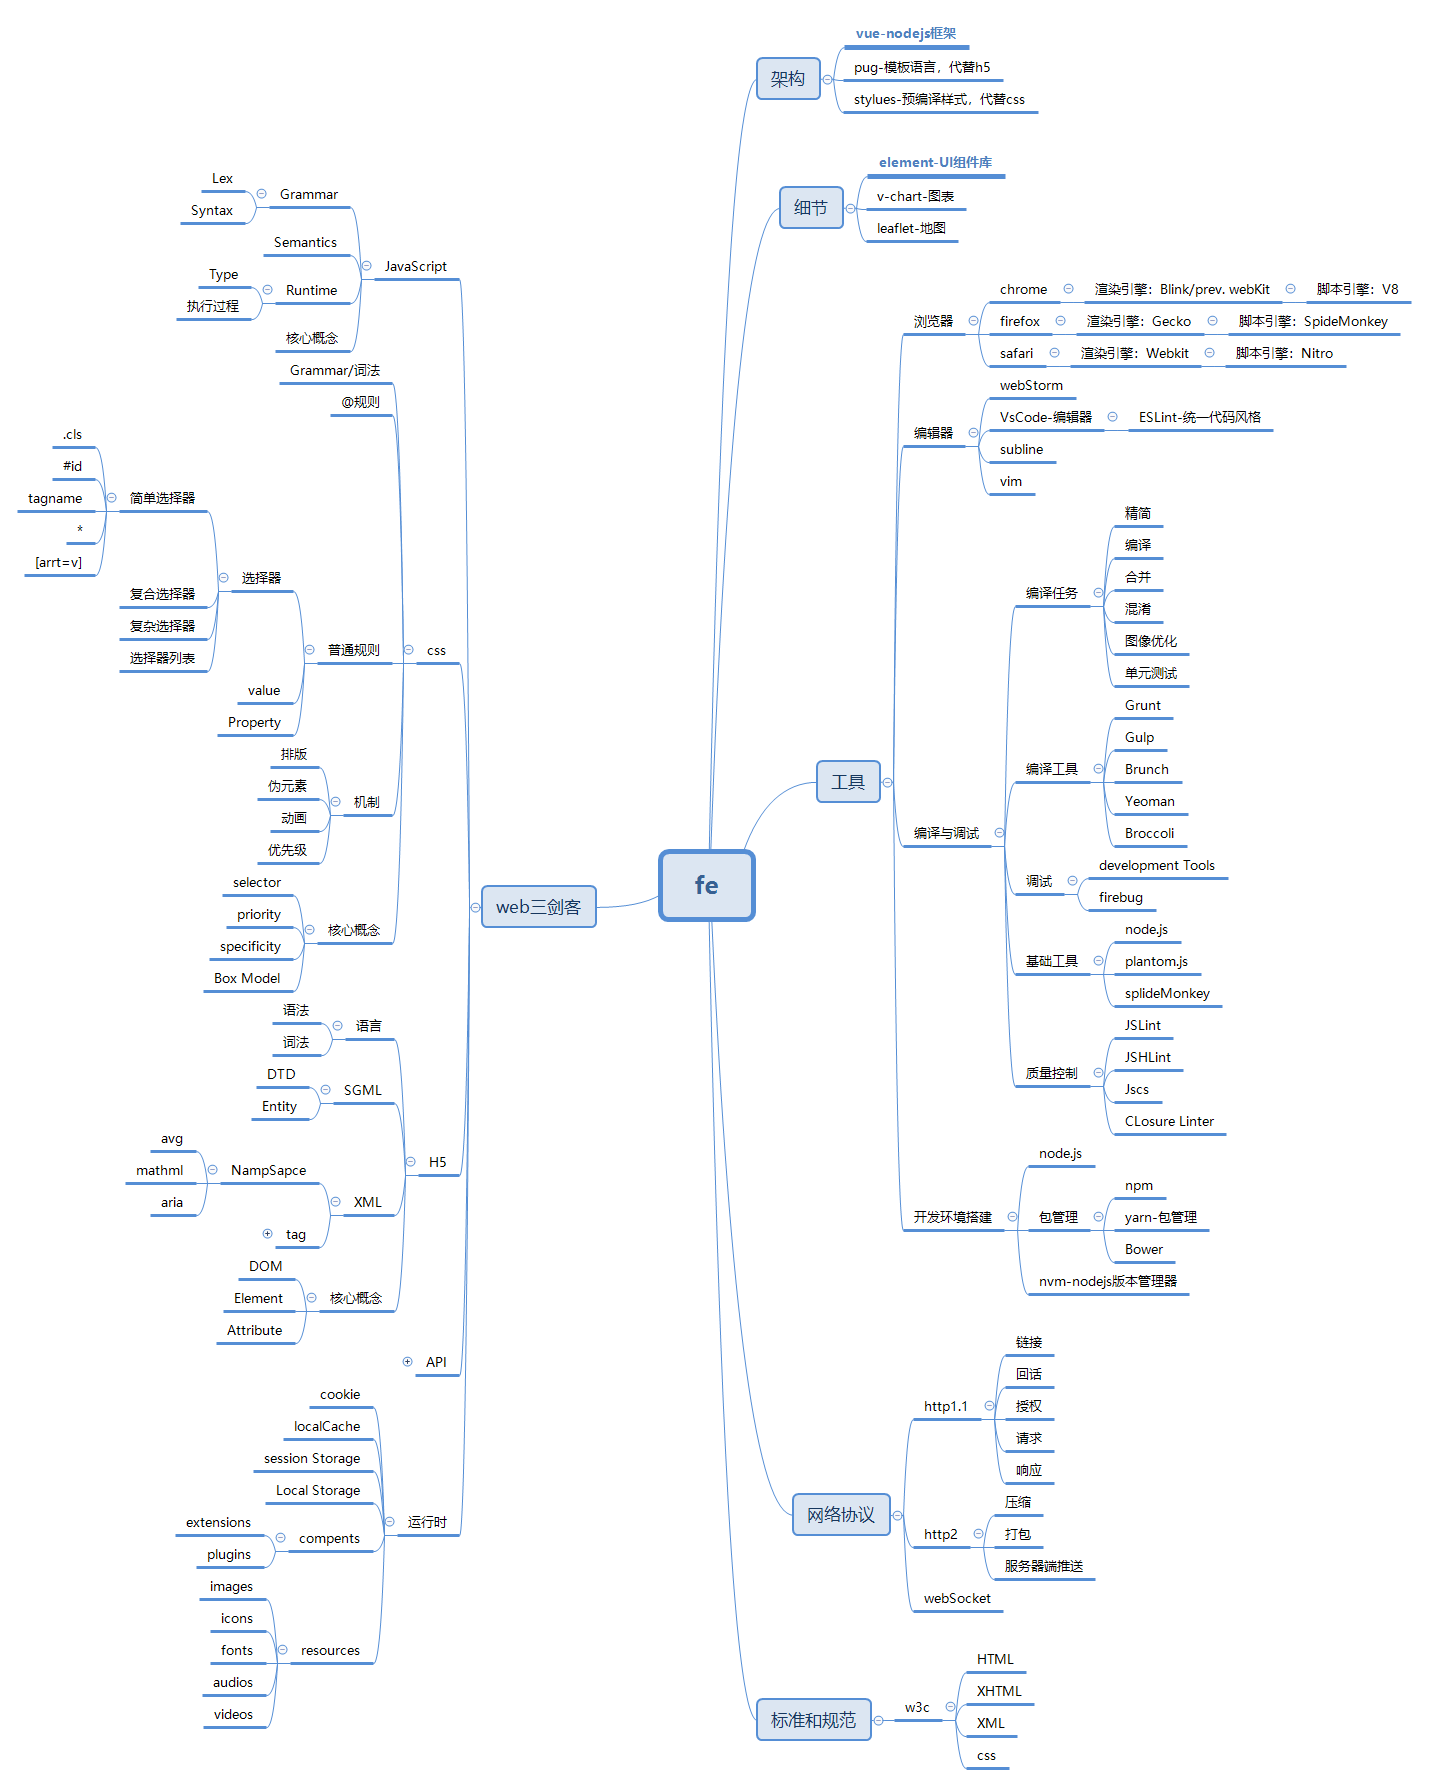 fe
架构
vue-nodejs框架
pug-模板语言，代替h5
stylues-预编译样式，代替css
细节
element-UI组件库
v-chart-图表
leaflet-地图
工具
浏览器
chrome
渲染引擎：Blink/prev. webKit
脚本引擎：V8
firefox
渲染引擎：Gecko
脚本引擎：SpideMonkey
safari
渲染引擎：Webkit
脚本引擎：Nitro
编辑器
webStorm
VsCode-编辑器
ESLint-统一代码风格
subline
vim
编译与调试
编译任务
精简
编译
合并
混淆
图像优化
单元测试
编译工具
Grunt
Gulp
Brunch
Yeoman
Broccoli
调试
development Tools
firebug
基础工具
node.js
plantom.js
splideMonkey
质量控制
JSLint
JSHLint
Jscs
CLosure Linter
开发环境搭建
node.js
包管理
npm
yarn-包管理
Bower
nvm-nodejs版本管理器
网络协议
http1.1
链接
回话
授权
请求
响应
http2
压缩
打包
服务器端推送
webSocket
标准和规范
w3c
HTML
XHTML
XML
css
web三剑客
JavaScript
Grammar
Lex
Syntax
Semantics
Runtime
Type
执行过程
核心概念
css
Grammar/词法
@规则
普通规则
选择器
简单选择器
.cls
#id
tagname
*
[arrt=v]
复合选择器
复杂选择器
选择器列表
value
Property
机制
排版
伪元素
动画
优先级
核心概念
selector
priority
specificity
Box Model
H5
语言
语法
词法
SGML
DTD
Entity
XML
NampSapce
avg
mathml
aria
tag
核心概念
DOM
Element
Attribute
API
运行时
cookie
localCache
session Storage
Local Storage
compents
extensions
plugins
resources
images
icons
fonts
audios
videos